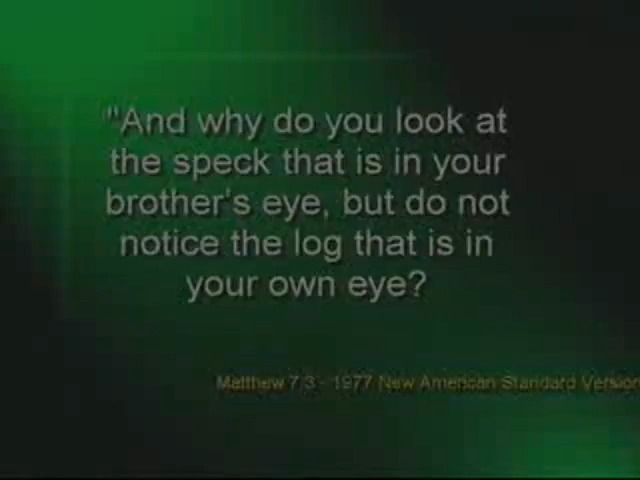 "And why do you look at
the speck that is in your
brother's eye, but do not
notice the log that is in
your own eye?
Matthew 7:3 - 1977 New American Standard Version